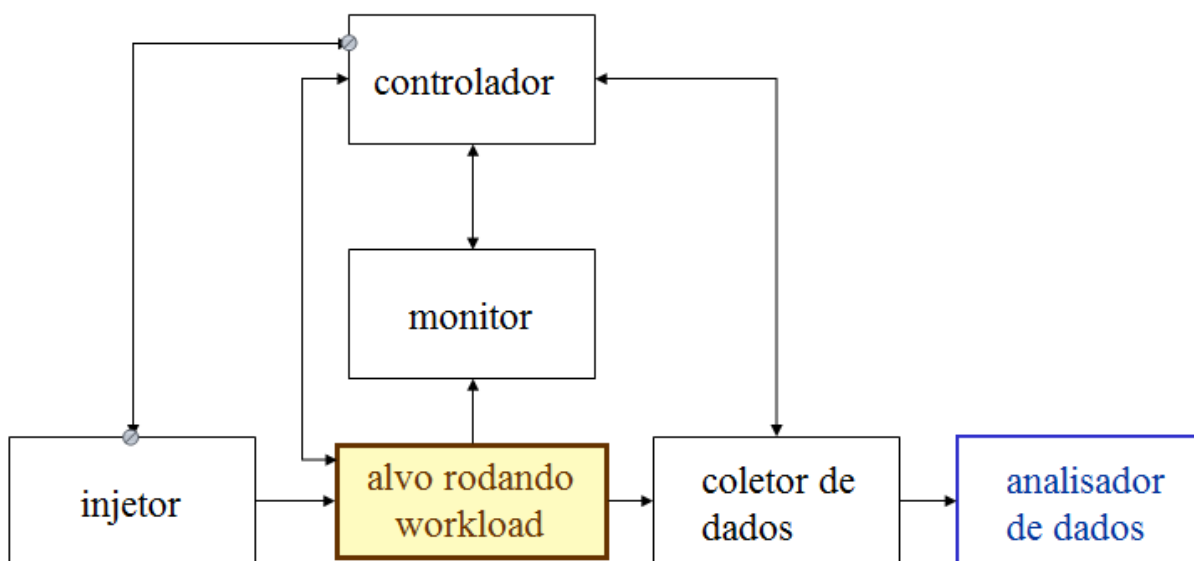 controlador
monitor
injetor
alvo rodando
workload
coletor de
dados
analisador
de dados